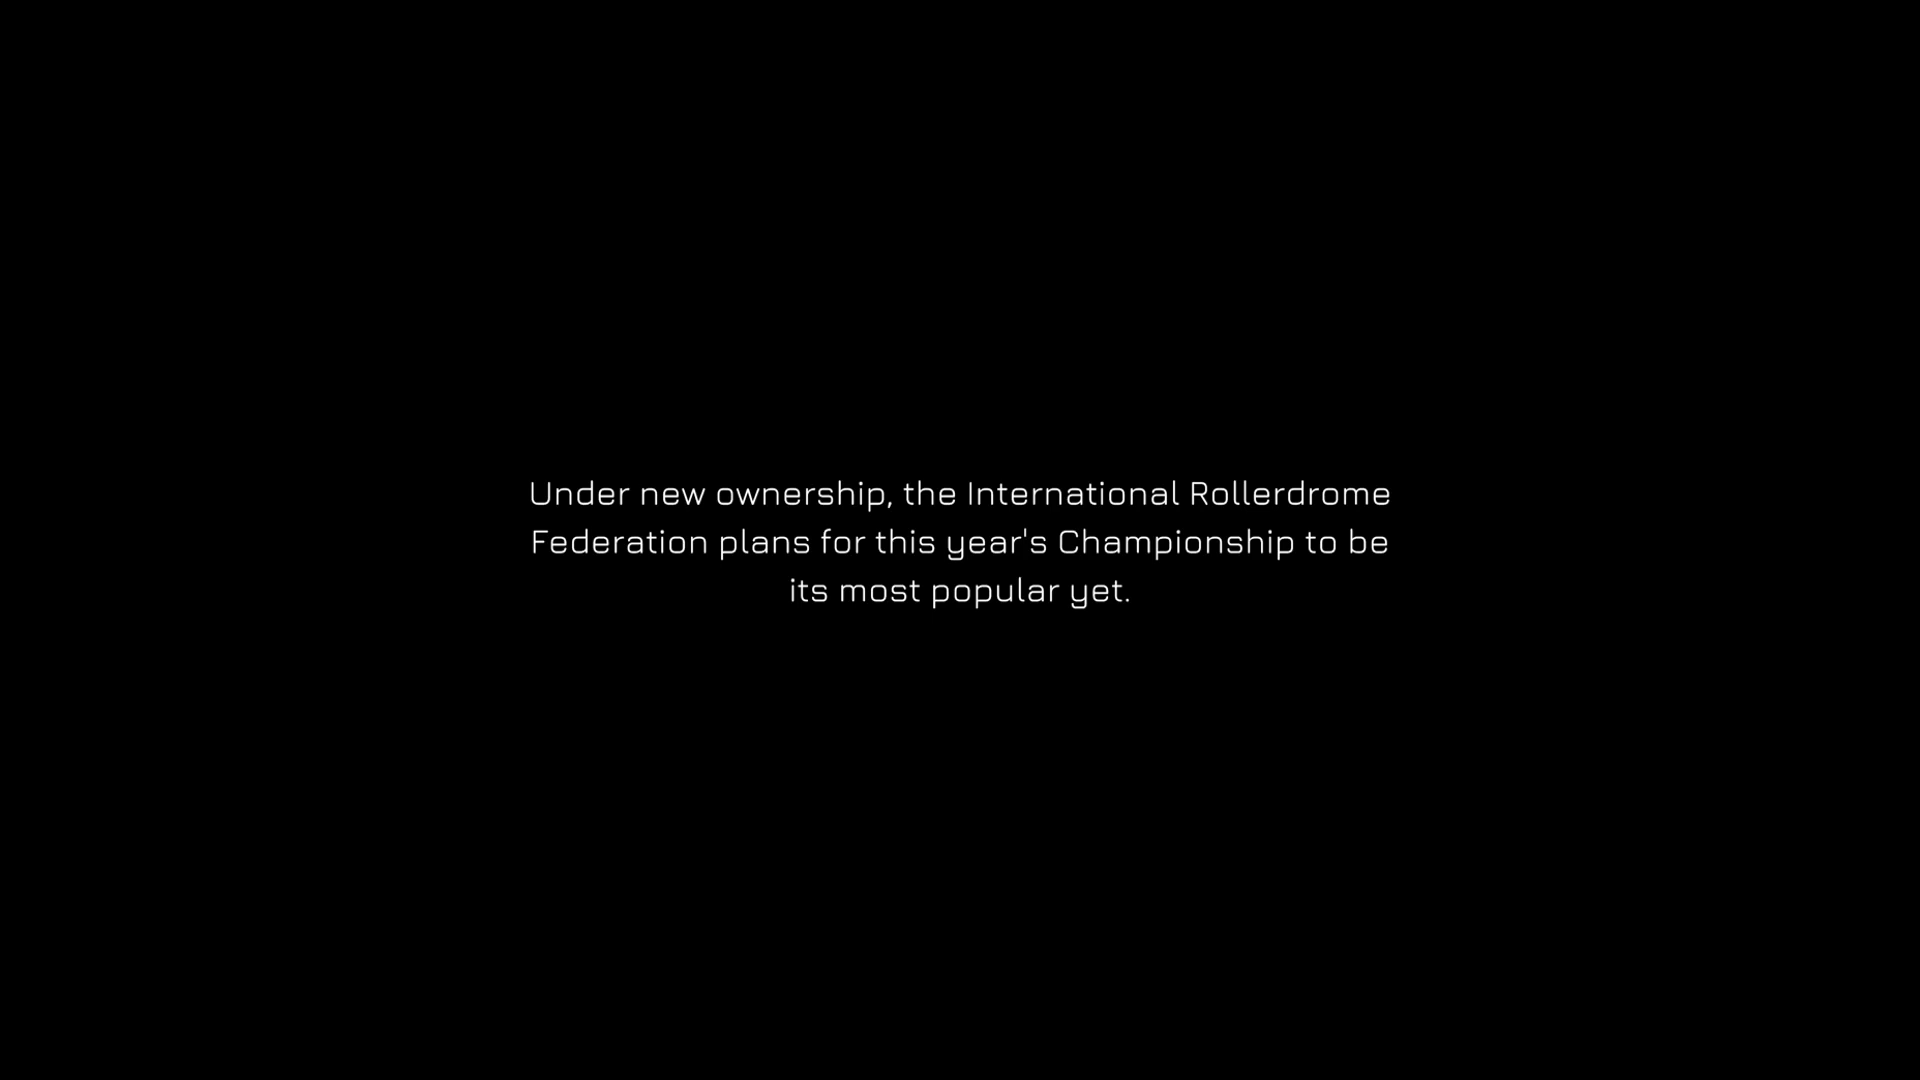 Under new ownership, the International Rollerdrome
Federation plans for this year's Championship to be
its most popular yet.